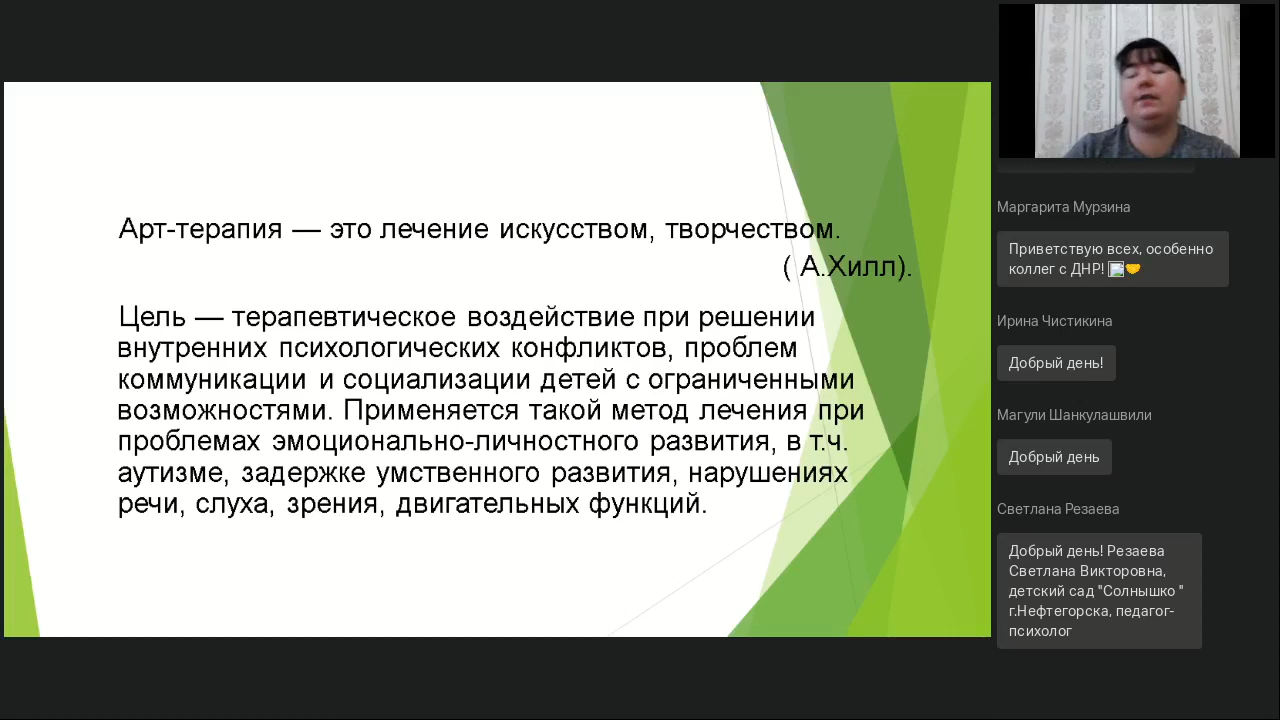 Арт-терапия — это лечение искусством, творчеством.
( А.Хилл).
Цель — терапевтическое воздействие при решении
внутренних психологических конфликтов, проблем
коммуникации и социализации детей с ограниченными
возможностями. Применяется такой метод лечения при
проблемах эмоционально-личностного развития, в т.ч.
аутизме, задержке умственного развития, нарушениях
речи, слуха, зрения, двигательных функций.
Маргарита Мурзина
Приветствую всех, особенно
коллег с ДНР!
Ирина Чистикина
Добрый день!
Магули Шанкулашвили
Добрый день
Светлана Резаева
Добрый день! Резаева
Светлана Викторовна,
детский сад "Солнышко "
г.Нефтегорска, педагог-
психолог